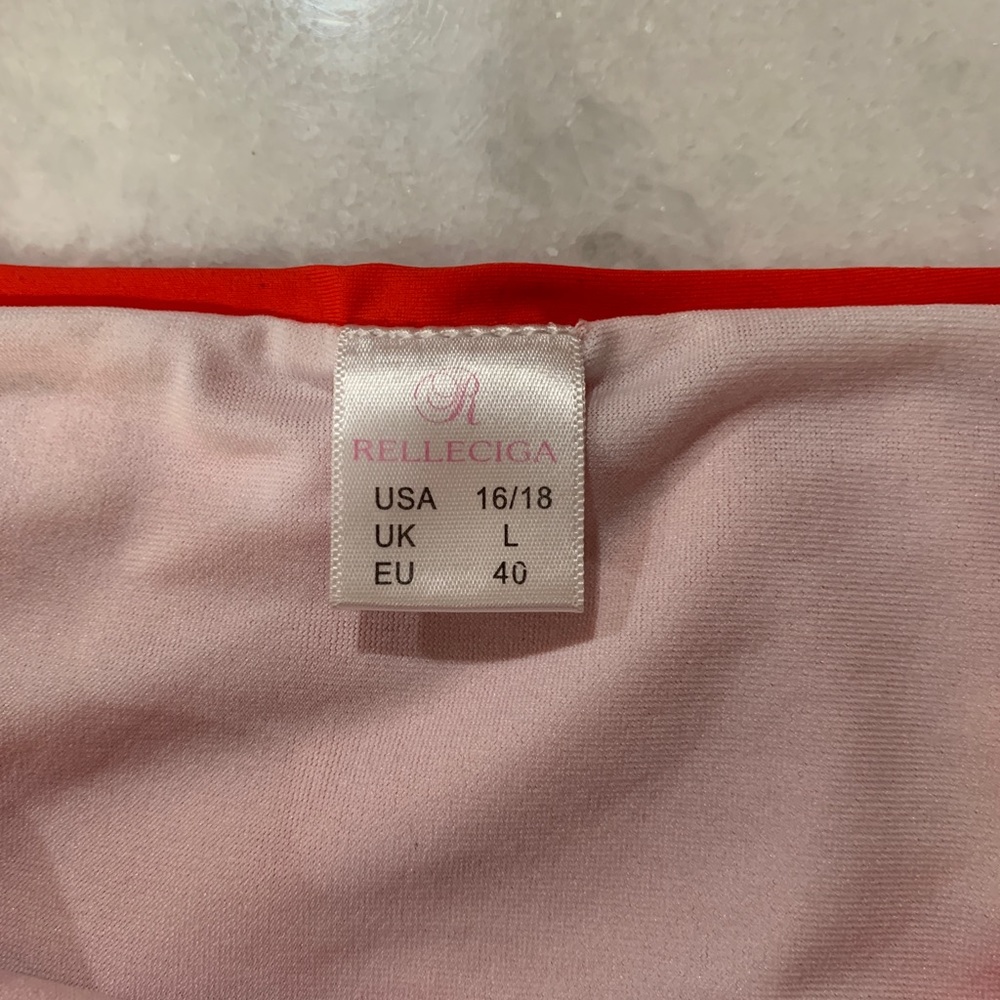 R
RELLECIGA
USA 16/18
UK L
EU 40